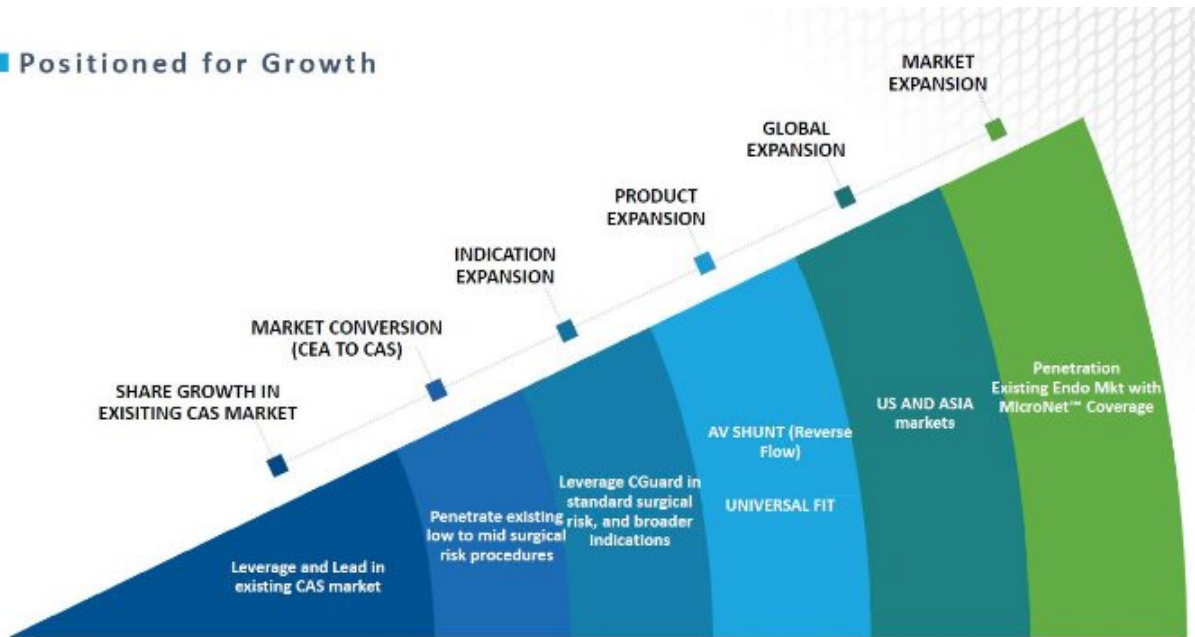 Positioned for Growth
MARKET
EXPANSION
GLOBAL
EXPANSION
PRODUCT
EXPANSION
INDICATION
EXPANSION
MARKET CONVERSION
(CEA TO CAS)
SHARE GROWTH IN
EXISITING CAS MARKET
Leverage and Lead in
existing CAS market
Penetrate existing
low to mid surgical
risk procedures
Leverage CGuard in
standard surgical
risk, and broader
indications
AV SHUNT (Reverse
Flow)
UNIVERSAL FIT
US AND ASIA
markets
Penetration
Existing Endo Mkt with
MicroNet™ Coverage